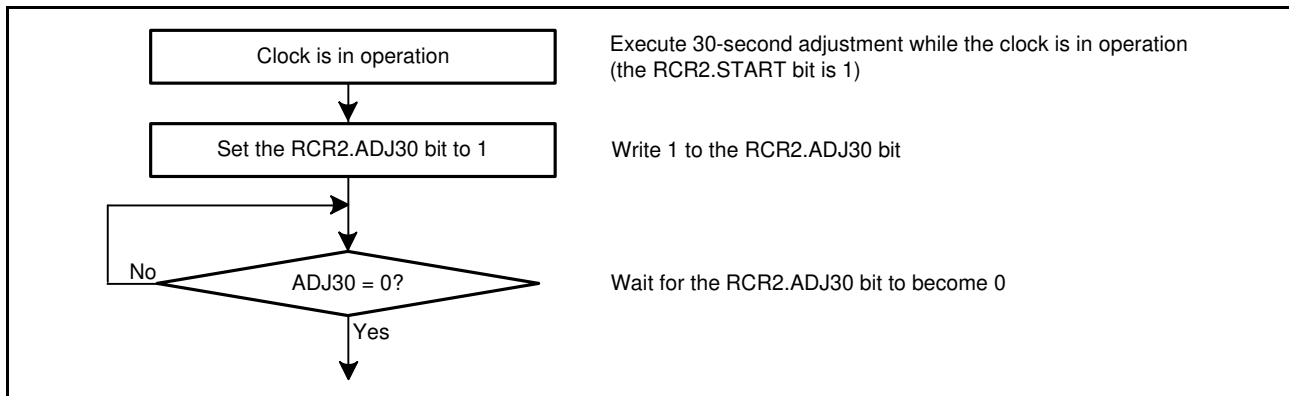 Clock is in operation
Execute 30-second adjustment while the clock is in operation
(the RCR2.START bit is 1)
Set the RCR2.ADJ30 bit to 1
Write 1 to the RCR2.ADJ30 bit
No
ADJ30 = 0?
Wait for the RCR2.ADJ30 bit to become 0
Yes